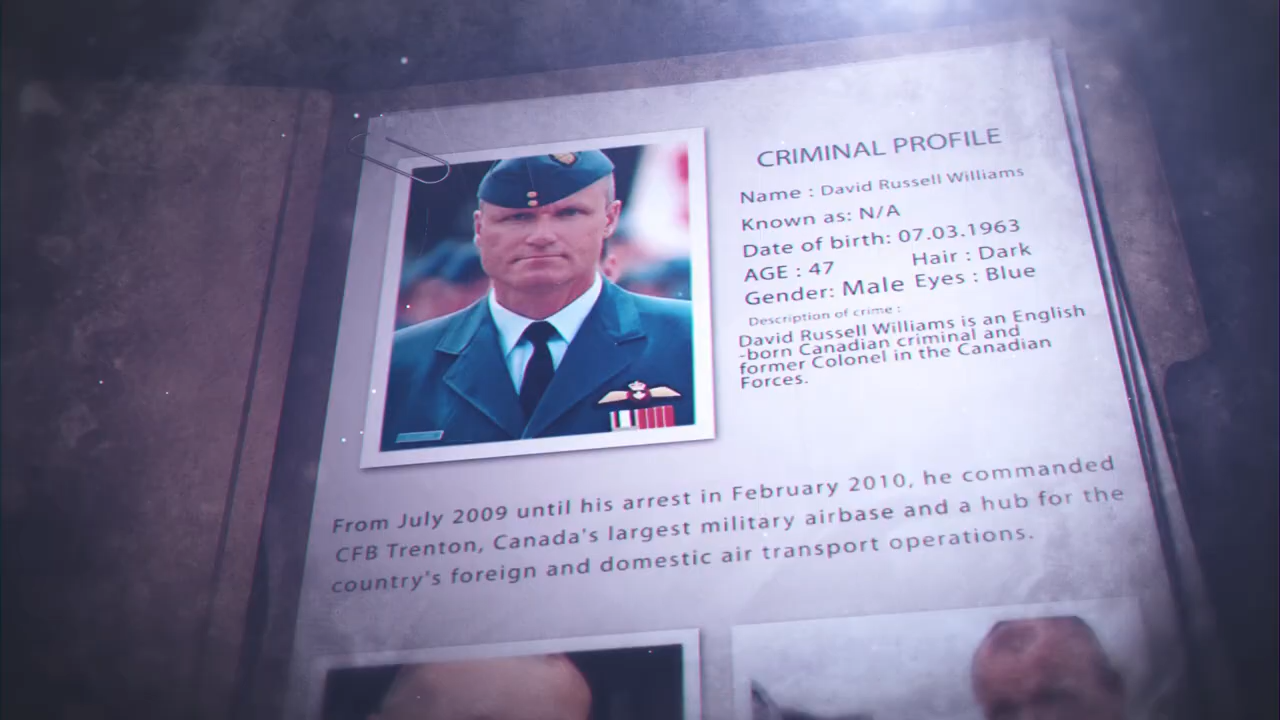 CRIMINAL PROFILE
Name : David Russell Williams
Known as: N/A
Date of birth: 07.03.1963
AGE : 47 Hair : Dark
Gender: Male Eyes : Blue
Description of crime :
David Russell Williams is an English
-born Canadian criminal and
former Colonel in the Canadian
Forces.
From July 2009 until his arrest in February 2010, he commanded
CFB Trenton, Canada's largest military airbase and a hub for the
country's foreign and domestic air transport operations.